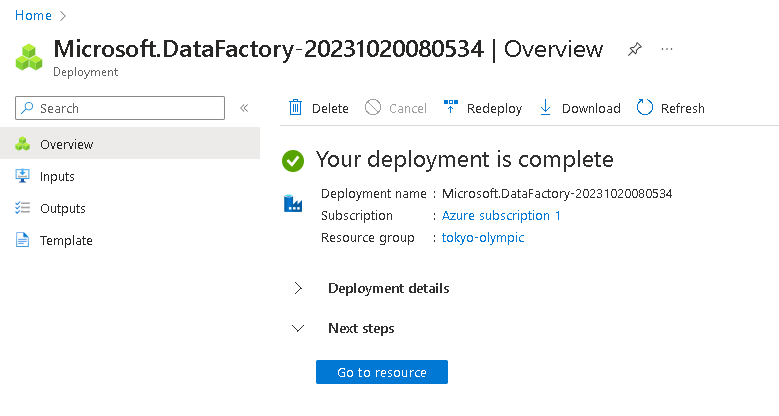 Home
Microsoft.DataFactory-20231020080534 | Overview
Deployment
Search
Delete Cancel Redeploy Download Refresh
Overview
Inputs
Outputs
Template
Your deployment is complete
Deployment name : Microsoft.DataFactory-20231020080534
Subscription : Azure subscription 1
Resource group : tokyo-olympic
Deployment details
Next steps
Go to resource